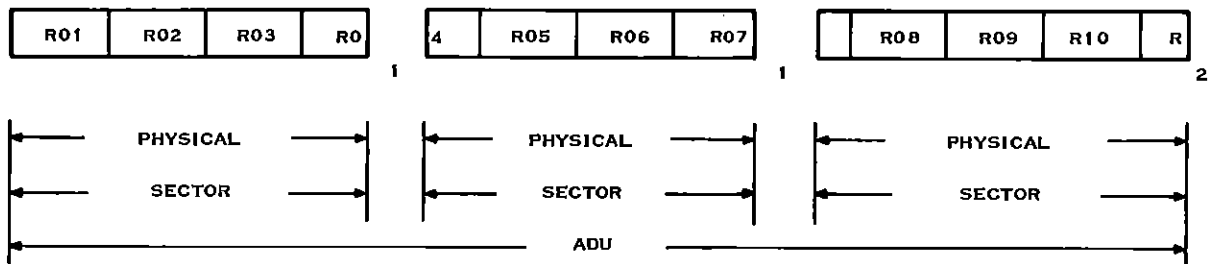 R01 R02 R03 R0 4 R05 R06 R07 R08 R09 R10 R
1 1 2
PHYSICAL PHYSICAL PHYSICAL
SECTOR SECTOR SECTOR
ADU